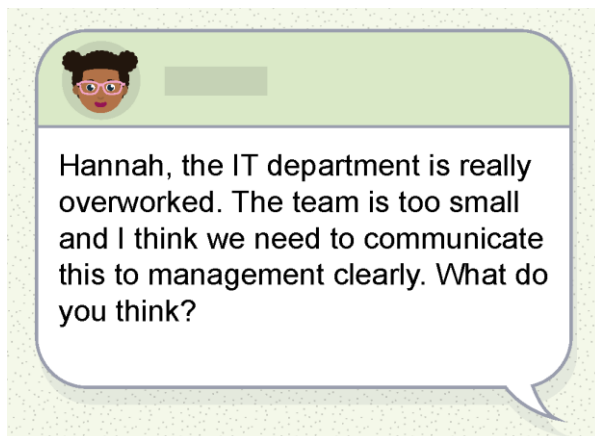 Hannah, the IT department is really
overworked. The team is too small
and I think we need to communicate
this to management clearly. What do
you think?